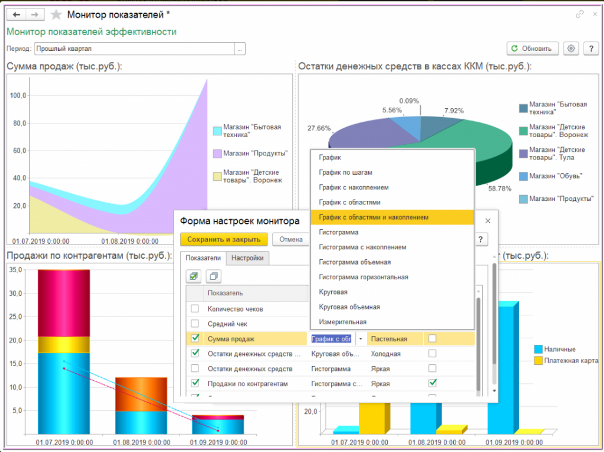 Монитор показателей *
Монитор показателей эффективности
Период:
Прошлый квартал
...
Обновить
?
Сумма продаж (тыс.руб.):
100,0
80,0
60,0
40,0
20,0
01.07.2019 0:00:00
01.08.2019 0:00:00
Магазин "Бытовая
техника"
Магазин "Продукты"
Магазин "Детские
товары". Воронеж
Остатки денежных средств в кассах ККМ (тыс.руб.):
0.09%
5.56%
7.92%
27.66%
58.78%
Магазин "Бытовая
техника"
Магазин "Детские
товары". Воронеж
Магазин "Детские
товары". Тула
Магазин "Обувь"
Магазин "Продукты"
График
График по шагам
График с накоплением
График с областями
График с областями и накоплением
Гистограмма
Гистограмма с накоплением
Гистограмма объемная
Гистограмма горизонтальная
Круговая
Круговая объемная
Измерительная
Форма настроек монитора
Сохранить и закрыть
Отмена
?
Показатели
Настройки
Показатель
Количество чеков
Средний чек
Сумма продаж
График с обл
Пастельная
Остатки денежных средств ...
Круговая объ...
Холодная
Остатки денежных средств ...
Гистограмма
Яркая
Продажи по контрагентам
Гистограмма с...
Яркая
Продажи по контрагентам (тыс.руб.):
35,0
30,0
25,0
20,0
15,0
10,0
5,0
01.07.2019 0:00:00
01.08.2019 0:00:00
01.09.2019 0:00:00
(тыс.руб.):
Наличные
Платежная карта
20,0
01.07.2019 0:00:00
01.08.2019 0:00:00
01.09.2019 0:00:00